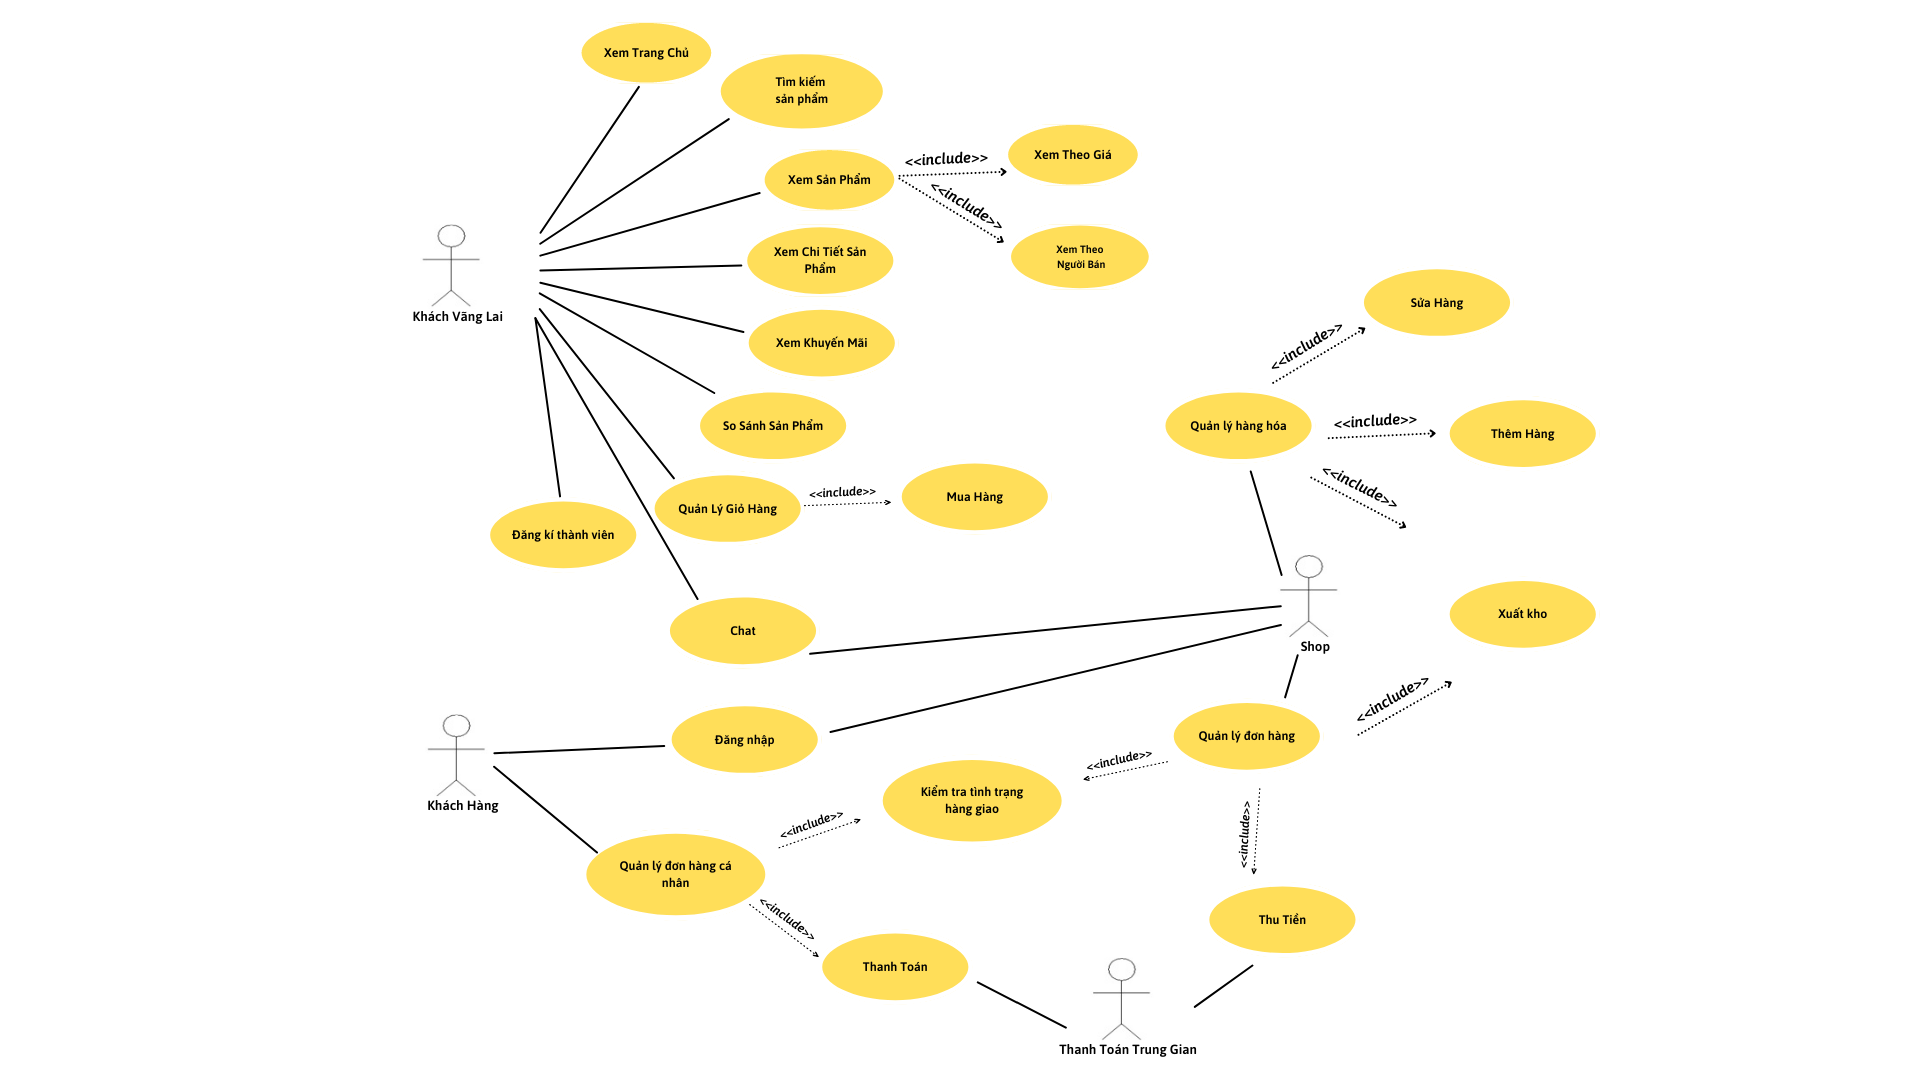 Xem Trang Chủ
Tìm kiếm
sản phẩm
Xem Sản Phẩm
<<include>>
Xem Theo Giá
<<include>>
Xem Theo
Người Bán
Xem Chi Tiết Sản
Phẩm
Khách Vãng Lai
Xem Khuyến Mãi
So Sánh Sản Phẩm
Quản Lý Giỏ Hàng
<<include>>
Mua Hàng
Đăng kí thành viên
Chat
Sửa Hàng
<<include>>
Quản lý hàng hóa
<<include>>
Thêm Hàng
<<include>>
Xuất kho
Shop
<<include>>
Quản lý đơn hàng
Đăng nhập
Khách Hàng
<<include>>
Kiểm tra tình trạng
hàng giao
<<include>>
<<include>>
Quản lý đơn hàng cá
nhân
<<include>>
Thu Tiền
Thanh Toán
Thanh Toán Trung Gian